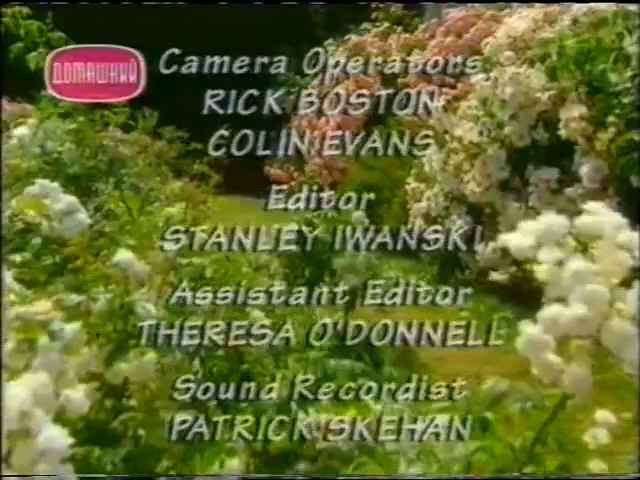 ДОМАШНИЙ
Camera Operators
RICK BOSTON
COLIN EVANS
Editor
STANLEY IWANSKI
Assistant Editor
THERESA O'DONNELL
Sound Recordist
PATRICK SKEHAN